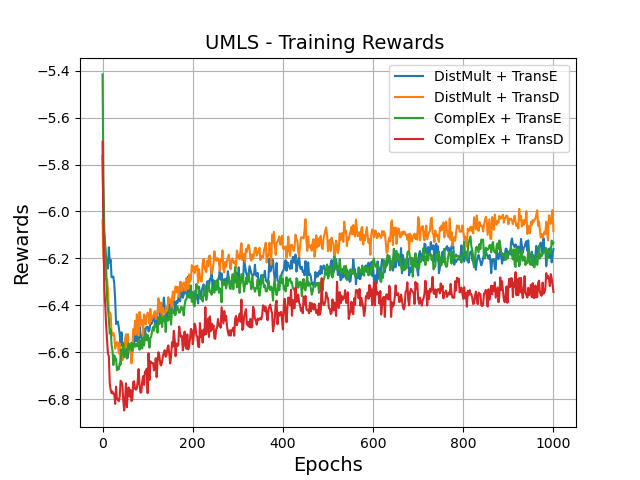 UMLS - Training Rewards
DistMult + TransE
DistMult + TransD
ComplEx + TransE
ComplEx + TransD
−5.4
−5.6
−5.8
−6.0
−6.2
−6.4
−6.6
−6.8
Rewards
0 200 400 600 800 1000
Epochs